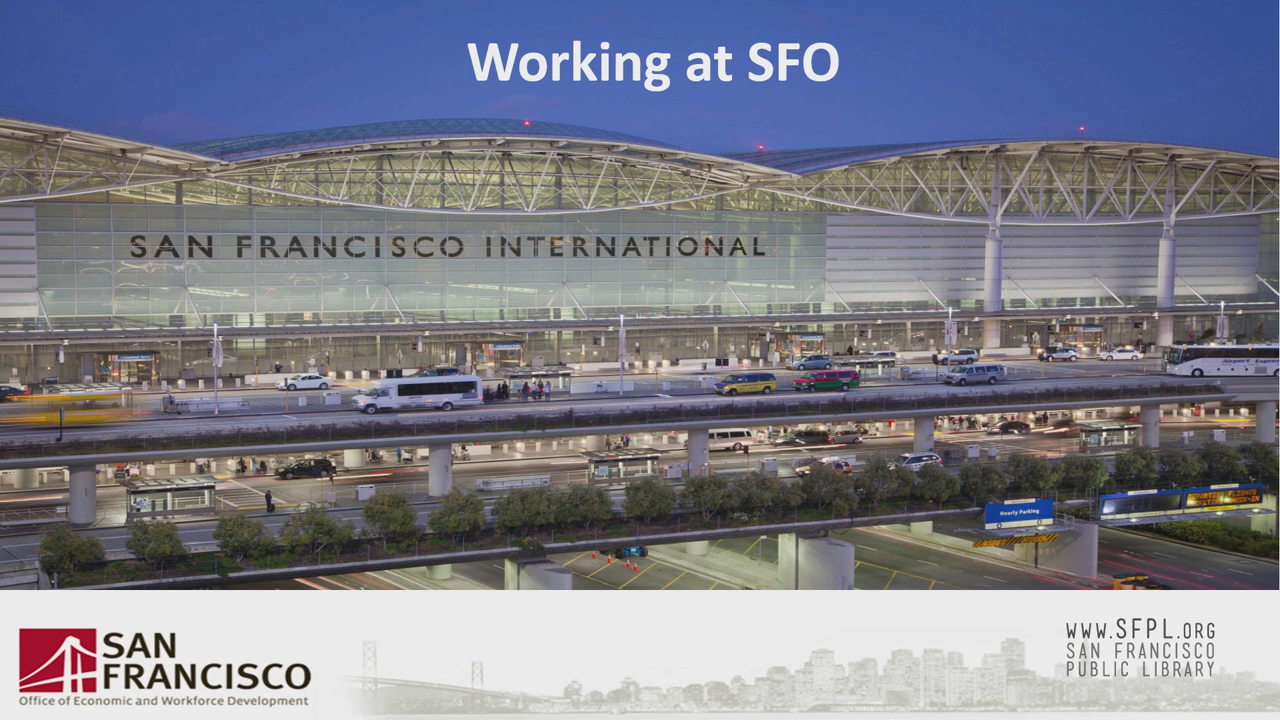 Working at SFO
SAN FRANCISCO INTERNATIONAL
Hourly Parking
SAN
FRANCISCO
Office of Economic and Workforce Development
WWW.SFPL.ORG
SAN FRANCISCO
PUBLIC LIBRARY